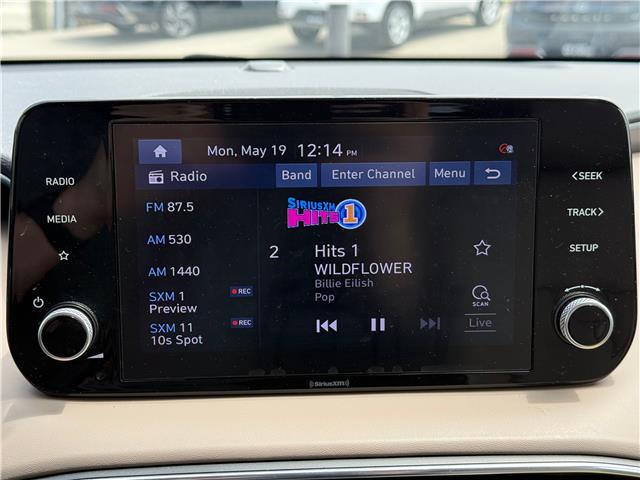 Mon, May 19 12:14 PM
Radio Band Enter Channel Menu
RADIO
MEDIA
<SEEK
TRACK>
SETUP
FM 87.5
AM 530
AM 1440
SXM 1 REC
Preview
SXM 11 REC
10s Spot
SIRIUSXM
HITS 1
2 Hits 1
WILDFLOWER
Billie Eilish
Pop
SCAN
Live
((SiriusXM))